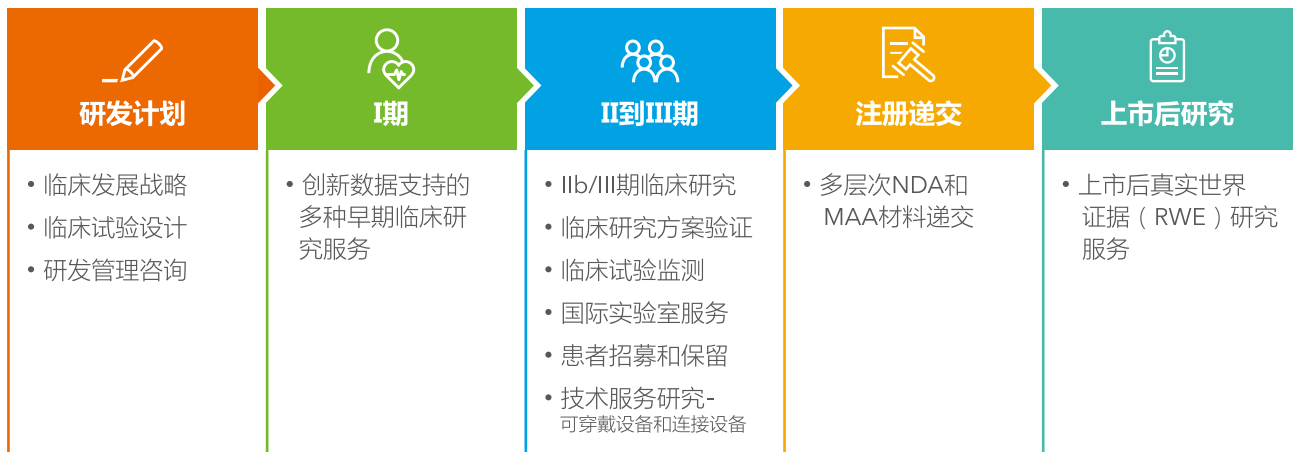 研发计划
• 临床发展战略
• 临床试验设计
• 研发管理咨询
I期
• 创新数据支持的
多种早期临床研
究服务
II到III期
• IIb/III期临床研究
• 临床研究方案验证
• 临床试验监测
• 国际实验室服务
• 患者招募和保留
• 技术服务研究-
可穿戴设备和连接设备
注册递交
• 多层次NDA和
MAA材料递交
上市后研究
• 上市后真实世界
证据（RWE）研究
服务